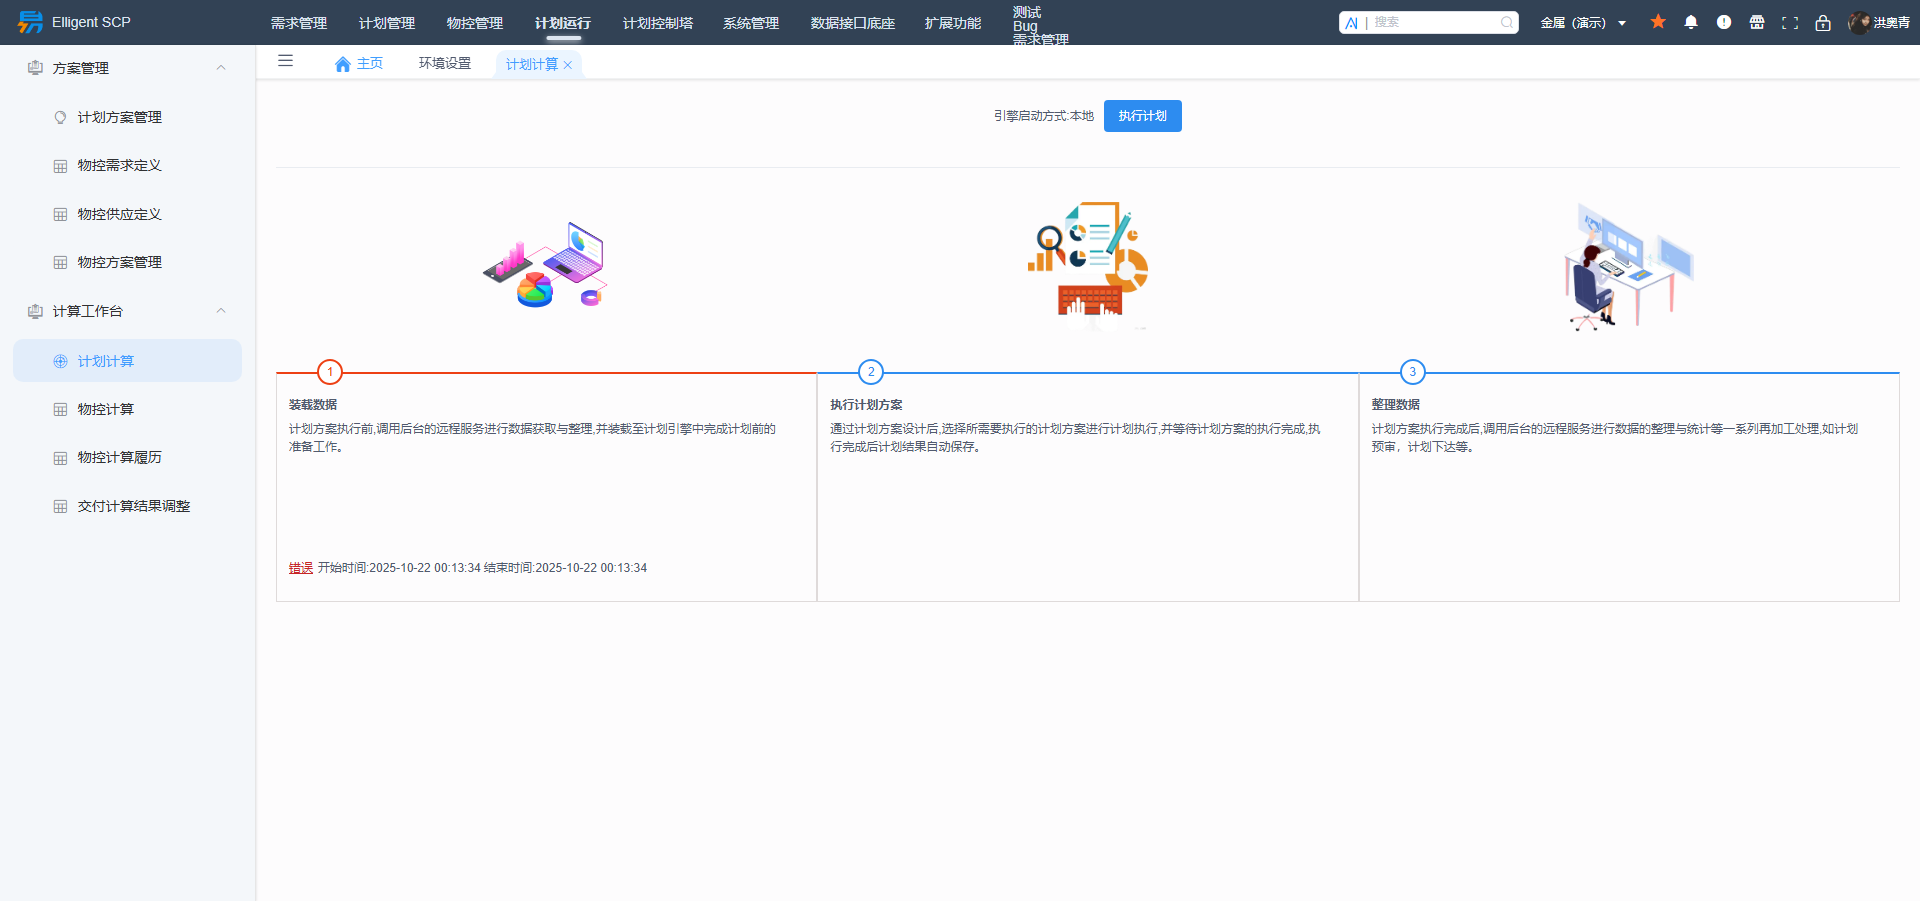 Elligent SCP
需求管理 计划管理 物控管理 计划运行 计划控制塔 系统管理 数据接口底座 扩展功能
测试
Bug
需求管理
AI | 搜索
金属（演示）
洪奥青
方案管理
计划方案管理
物控需求定义
物控供应定义
物控方案管理
计算工作台
计划计算
物控计算
物控计算履历
交付计算结果调整
主页 环境设置 计划计算
引擎启动方式:本地 执行计划
1
装载数据
计划方案执行前,调用后台的远程服务进行数据获取与整理,并装载至计划引擎中完成计划前的
准备工作。
错误 开始时间:2025-10-22 00:13:34 结束时间:2025-10-22 00:13:34
2
执行计划方案
通过计划方案设计后,选择所需要执行的计划方案进行计划执行,并等待计划方案的执行完成,执
行完成后计划结果自动保存。
3
整理数据
计划方案执行完成后,调用后台的远程服务进行数据的整理与统计等一系列再加工处理,如计划
预审，计划下达等。